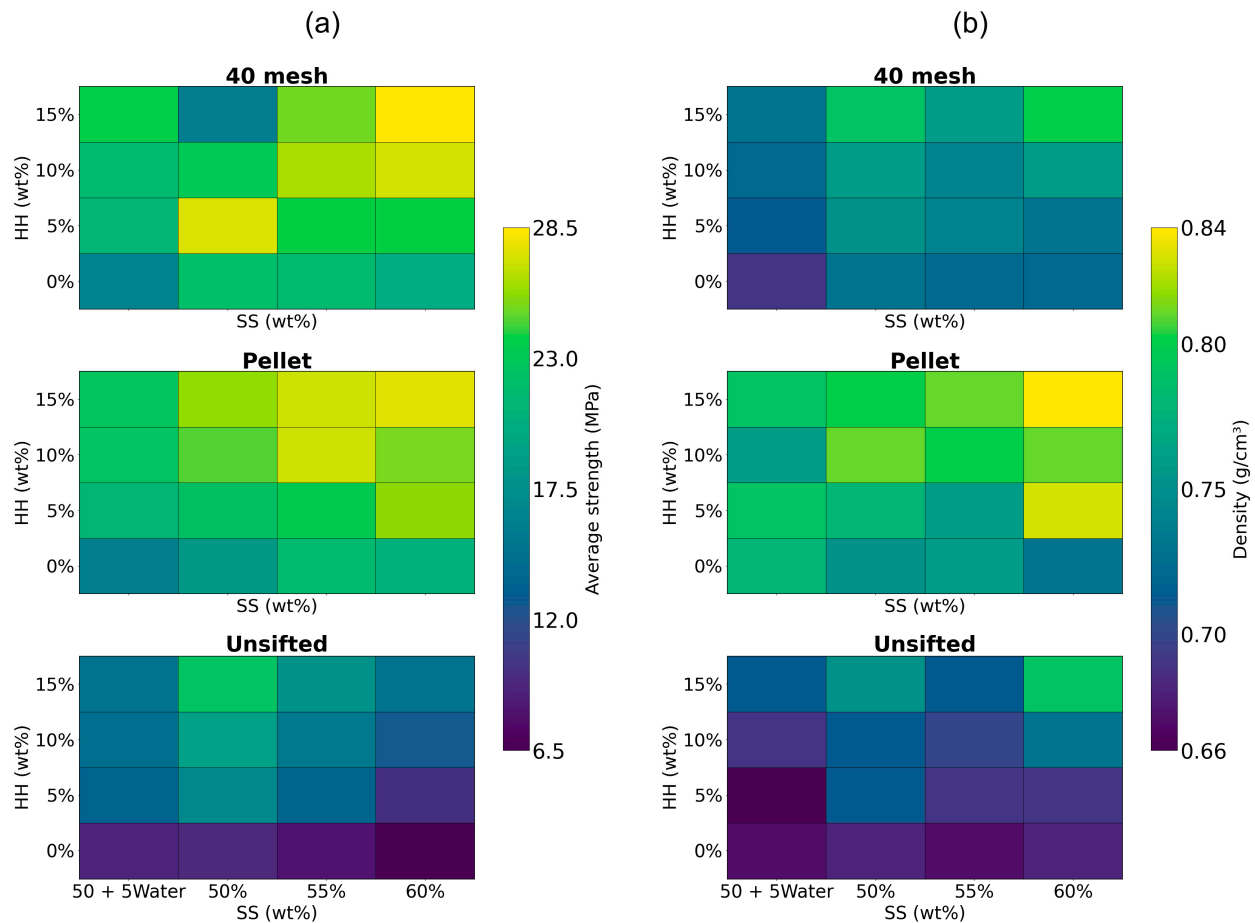 (a)
40 mesh
HH (wt%)
15%
10%
5%
0%
SS (wt%)
Pellet
HH (wt%)
15%
10%
5%
0%
SS (wt%)
Unsifted
HH (wt%)
15%
10%
5%
0%
50 + 5Water 50% 55% 60%
SS (wt%)
28.5
23.0
17.5
12.0
6.5
Average strength (MPa)
(b)
40 mesh
HH (wt%)
15%
10%
5%
0%
SS (wt%)
Pellet
HH (wt%)
15%
10%
5%
0%
SS (wt%)
Unsifted
HH (wt%)
15%
10%
5%
0%
50 + 5Water 50% 55% 60%
SS (wt%)
0.84
0.80
0.75
0.70
0.66
Density (g/cm³)